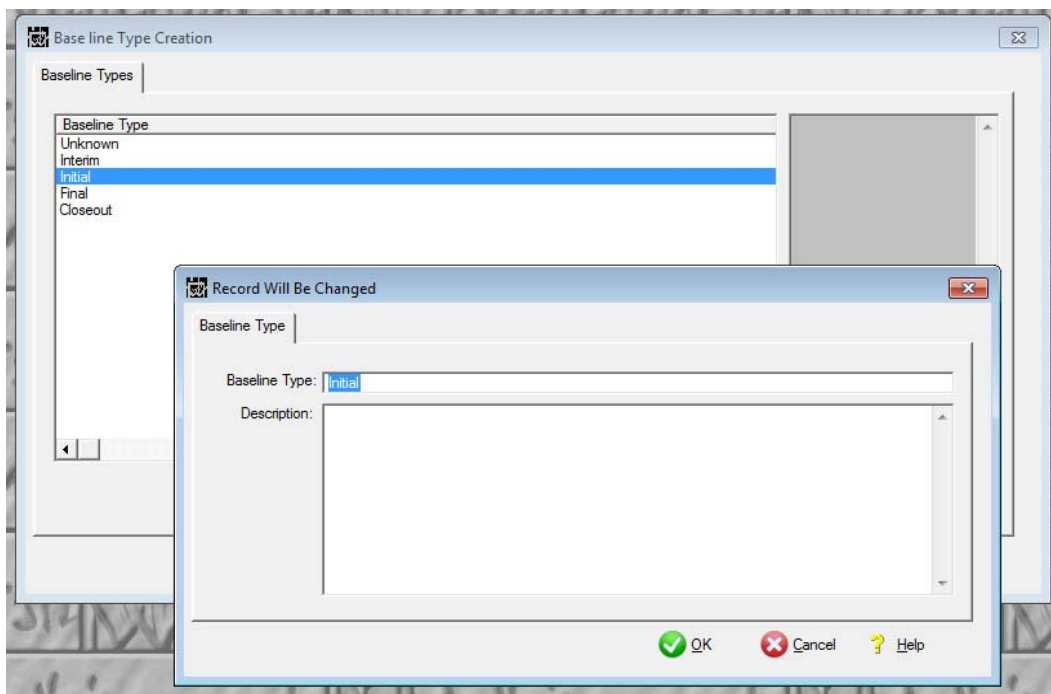 Base line Type Creation
Baseline Types
Baseline Type
Unknown
Interim
Initial
Final
Closeout
Record Will Be Changed
Baseline Type
Baseline Type: Initial
Description:
OK
Cancel
? Help